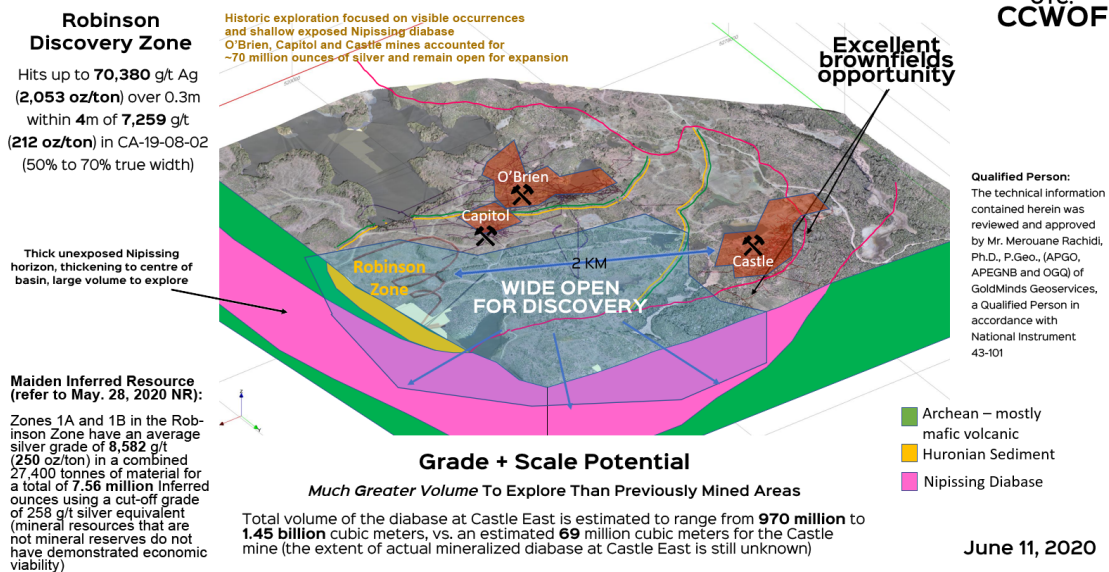 Robinson
Discovery Zone
Hits up to 70,380 g/t Ag
(2,053 oz/ton) over 0.3m
within 4m of 7,259 g/t
(212 oz/ton) in CA-19-08-02
(50% to 70% true width)
Historic exploration focused on visible occurrences
and shallow exposed Nipissing diabase
O'Brien, Capitol and Castle mines accounted for
~70 million ounces of silver and remain open for expansion
CCWOF
Excellent
brownfields
opportunity
O'Brien
Capitol
Castle
Robinson
Zone
2 KM
WIDE OPEN
FOR DISCOVERY
Thick unexposed Nipissing
horizon, thickening to centre of
basin, large volume to explore
Qualified Person:
The technical information
contained herein was
reviewed and approved
by Mr. Merouane Rachidi,
Ph.D., P.Geo., (APGO,
APEGNB and OGQ) of
GoldMinds Geoservices,
a Qualified Person in
accordance with
National Instrument
43-101
Maiden Inferred Resource
(refer to May. 28, 2020 NR):
Zones 1A and 1B in the Rob-
inson Zone have an average
silver grade of 8,582 g/t
(250 oz/ton) in a combined
27,400 tonnes of material for
a total of 7.56 million Inferred
ounces using a cut-off grade
of 258 g/t silver equivalent
(mineral resources that are
not mineral reserves do not
have demonstrated economic
viability)
Archean – mostly
mafic volcanic
Huronian Sediment
Nipissing Diabase
Grade + Scale Potential
Much Greater Volume To Explore Than Previously Mined Areas
Total volume of the diabase at Castle East is estimated to range from 970 million to
1.45 billion cubic meters, vs. an estimated 69 million cubic meters for the Castle
mine (the extent of actual mineralized diabase at Castle East is still unknown)
June 11, 2020